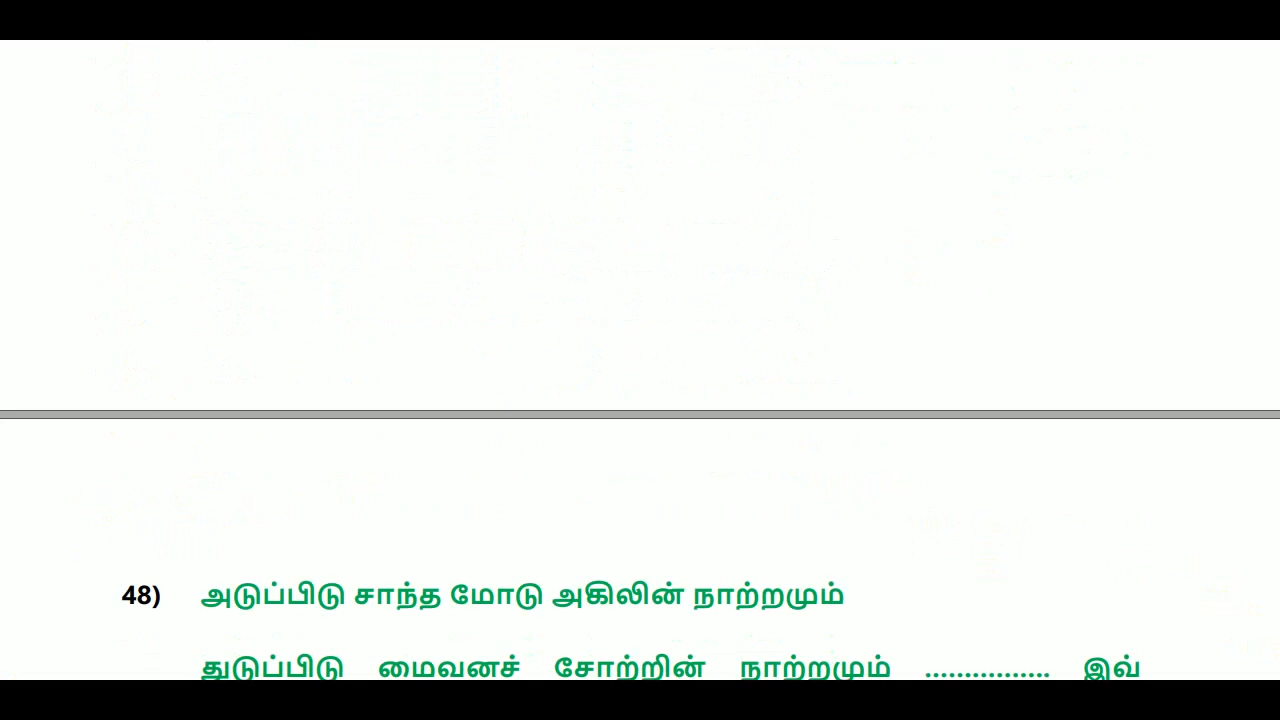 48) அடுப்பிடு சாந்த மோடு அகிலின் நாற்றமும்
துடுப்பிடு மைவனச் சோற்றின் நாற்றமும் ................ இவ்